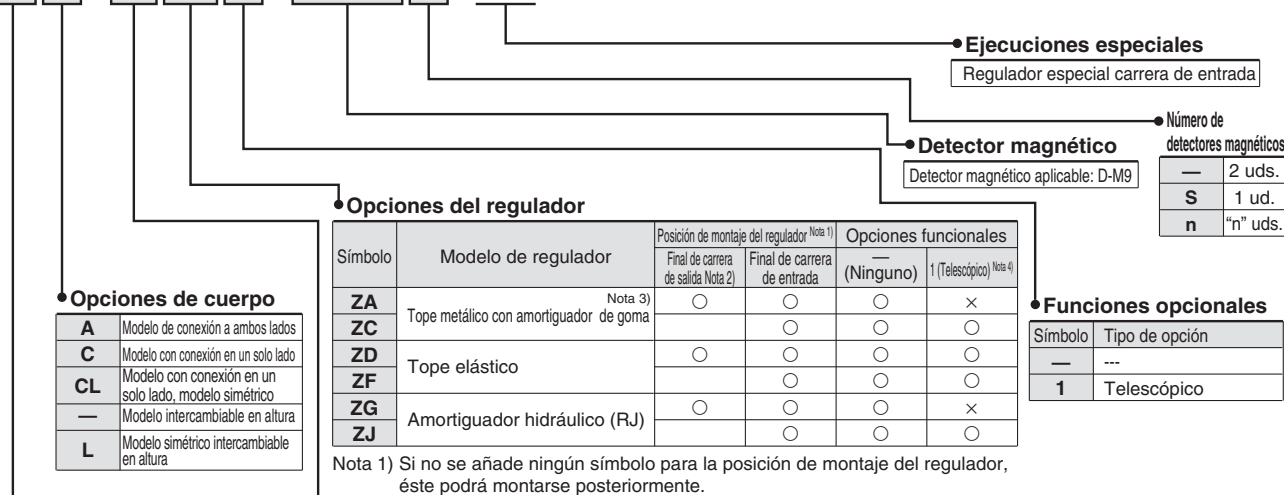 Ejecuciones especiales
Regulador especial carrera de entrada
Número de
detectores magnéticos
— 2 uds.
S 1 ud.
n "n" uds.
Detector magnético
Detector magnético aplicable: D-M9
Opciones del regulador
Símbolo Modelo de regulador Posición de montaje del regulador Nota 1) Opciones funcionales
Final de carrera de salida Nota 2) Final de carrera de entrada — (Ninguno) 1 (Telescópico) Nota 4)
ZA Tope metálico con amortiguador de goma Nota 3) ○ ○ ○ ×
ZC ○ ○ ○
ZD Tope elástico ○ ○ ○ ○
ZF ○ ○ ○
ZG Amortiguador hidráulico (RJ) ○ ○ ○ ×
ZJ ○ ○ ○
Nota 1) Si no se añade ningún símbolo para la posición de montaje del regulador,
éste podrá montarse posteriormente.
Opciones de cuerpo
A Modelo de conexión a ambos lados
C Modelo con conexión en un solo lado
CL Modelo con conexión en un
solo lado, modelo simétrico
— Modelo intercambiable en altura
L Modelo simétrico intercambiable
en altura
Funciones opcionales
Símbolo Tipo de opción
— ---
1 Telescópico